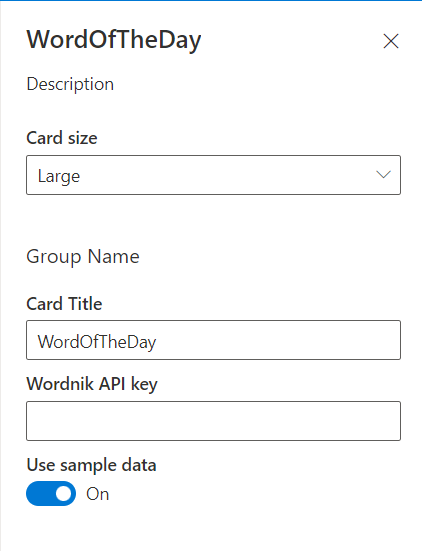 WordOfTheDay
Description
Card size
Large
Group Name
Card Title
WordOfTheDay
Wordnik API key
Use sample data
On